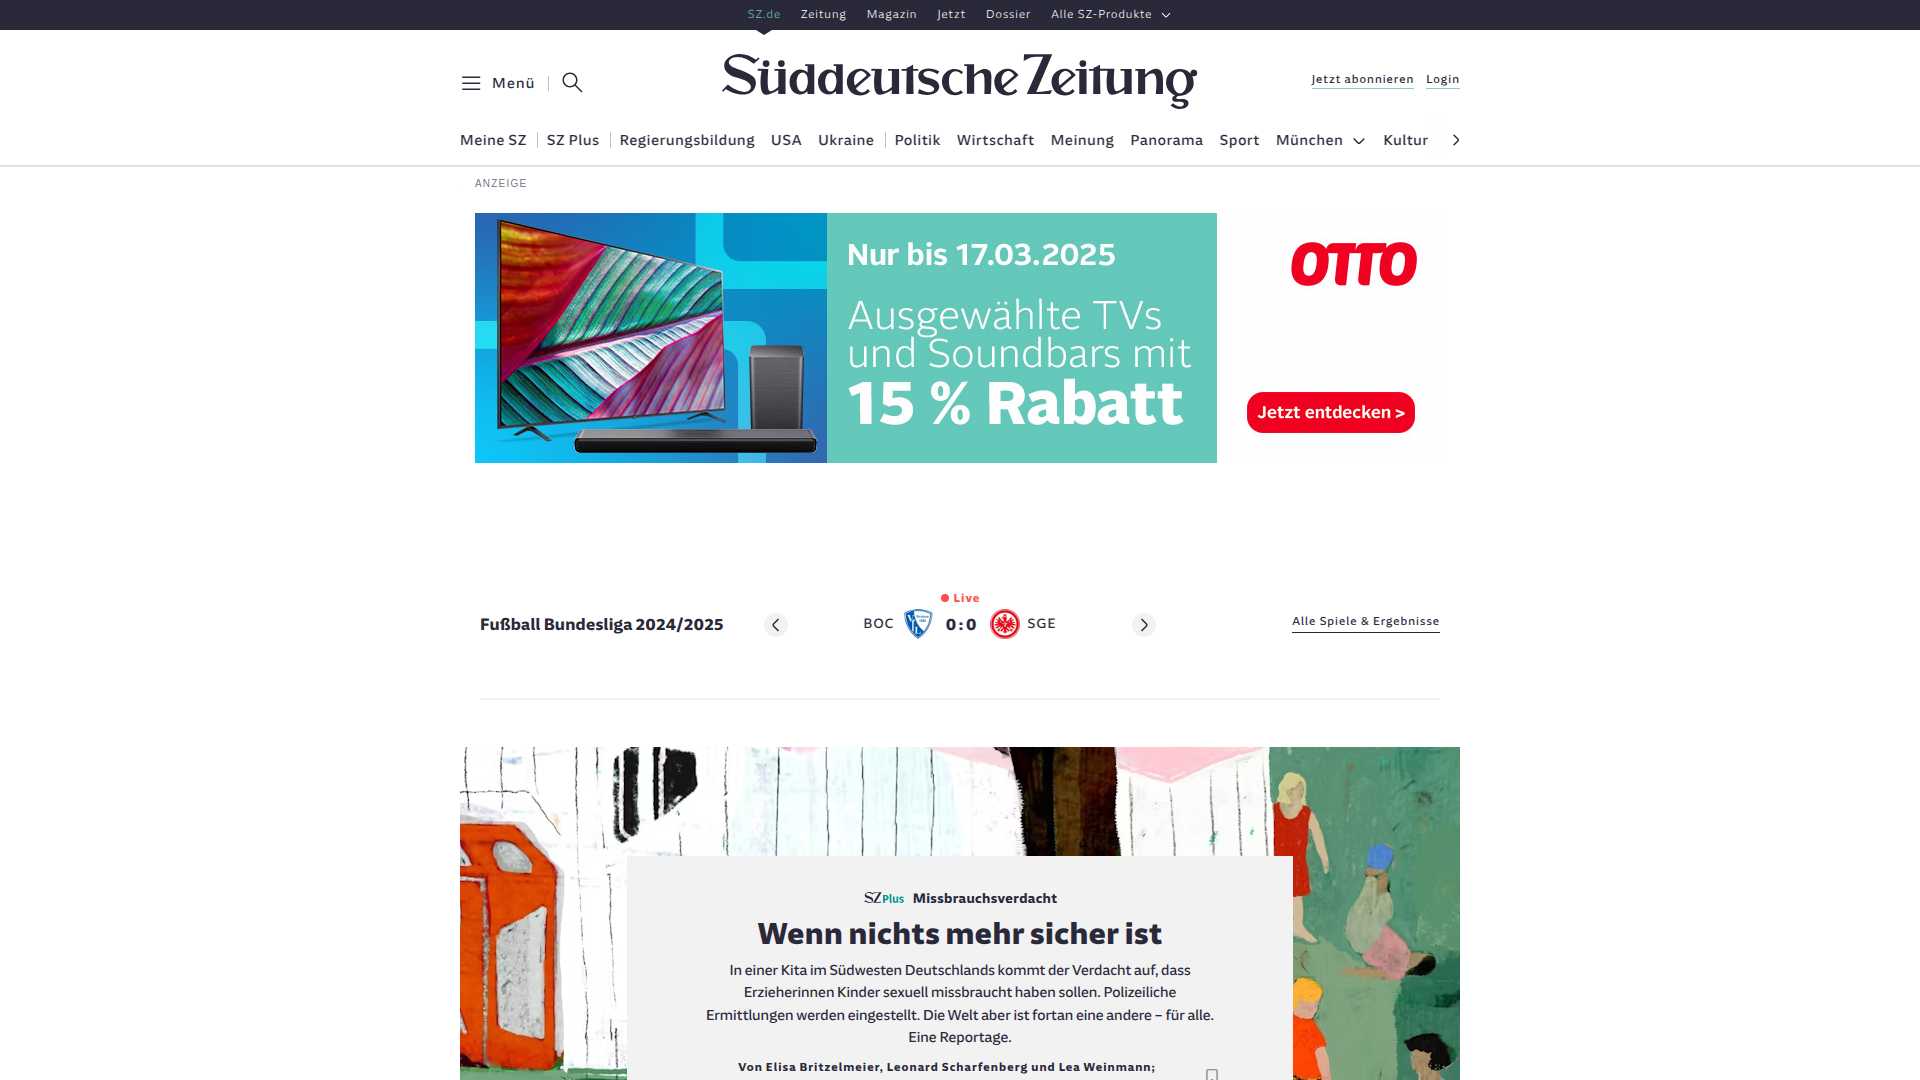 SZ.de Zeitung Magazin Jetzt Dossier Alle SZ-Produkte
Menü
Süddeutsche Zeitung
Jetzt abonnieren Login
Meine SZ SZ Plus Regierungsbildung USA Ukraine Politik Wirtschaft Meinung Panorama Sport München Kultur
ANZEIGE
Nur bis 17.03.2025
Ausgewählte TVs
und Soundbars mit
15 % Rabatt
OTTO
Jetzt entdecken >
Live
Fußball Bundesliga 2024/2025
BOC 0:0 SGE
Alle Spiele & Ergebnisse
SZ Plus Missbrauchsverdacht
Wenn nichts mehr sicher ist
In einer Kita im Südwesten Deutschlands kommt der Verdacht auf, dass
Erzieherinnen Kinder sexuell missbraucht haben sollen. Polizeiliche
Ermittlungen werden eingestellt. Die Welt aber ist fortan eine andere – für alle.
Eine Reportage.
Von Elisa Britzelmeier, Leonard Scharfenberg und Lea Weinmann;